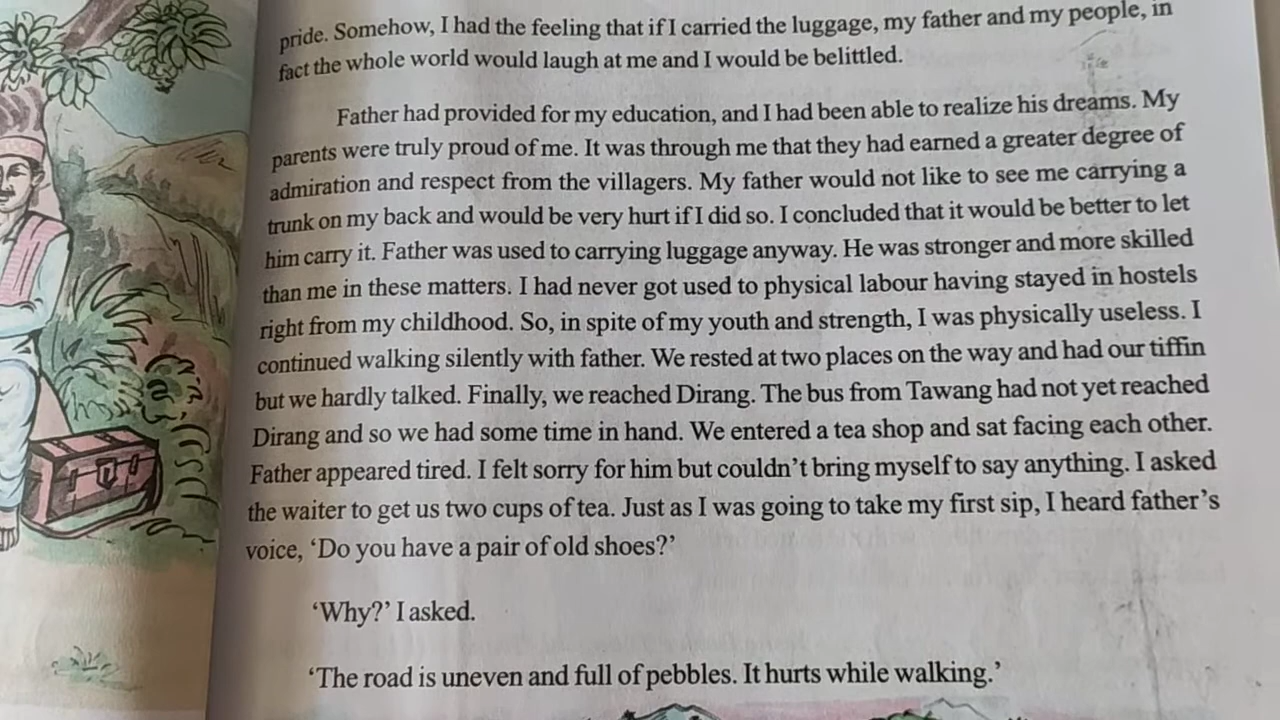 pride. Somehow, I had the feeling that if I carried the luggage, my father and my people, in
fact the whole world would laugh at me and I would be belittled.
Father had provided for my education, and I had been able to realize his dreams. My
parents were truly proud of me. It was through me that they had earned a greater degree of
admiration and respect from the villagers. My father would not like to see me carrying a
trunk on my back and would be very hurt if I did so. I concluded that it would be better to let
him carry it. Father was used to carrying luggage anyway. He was stronger and more skilled
than me in these matters. I had never got used to physical labour having stayed in hostels
right from my childhood. So, in spite of my youth and strength, I was physically useless. I
continued walking silently with father. We rested at two places on the way and had our tiffin
but we hardly talked. Finally, we reached Dirang. The bus from Tawang had not yet reached
Dirang and so we had some time in hand. We entered a tea shop and sat facing each other.
Father appeared tired. I felt sorry for him but couldn’t bring myself to say anything. I asked
the waiter to get us two cups of tea. Just as I was going to take my first sip, I heard father’s
voice, ‘Do you have a pair of old shoes?’
‘Why?’ I asked.
‘The road is uneven and full of pebbles. It hurts while walking.’